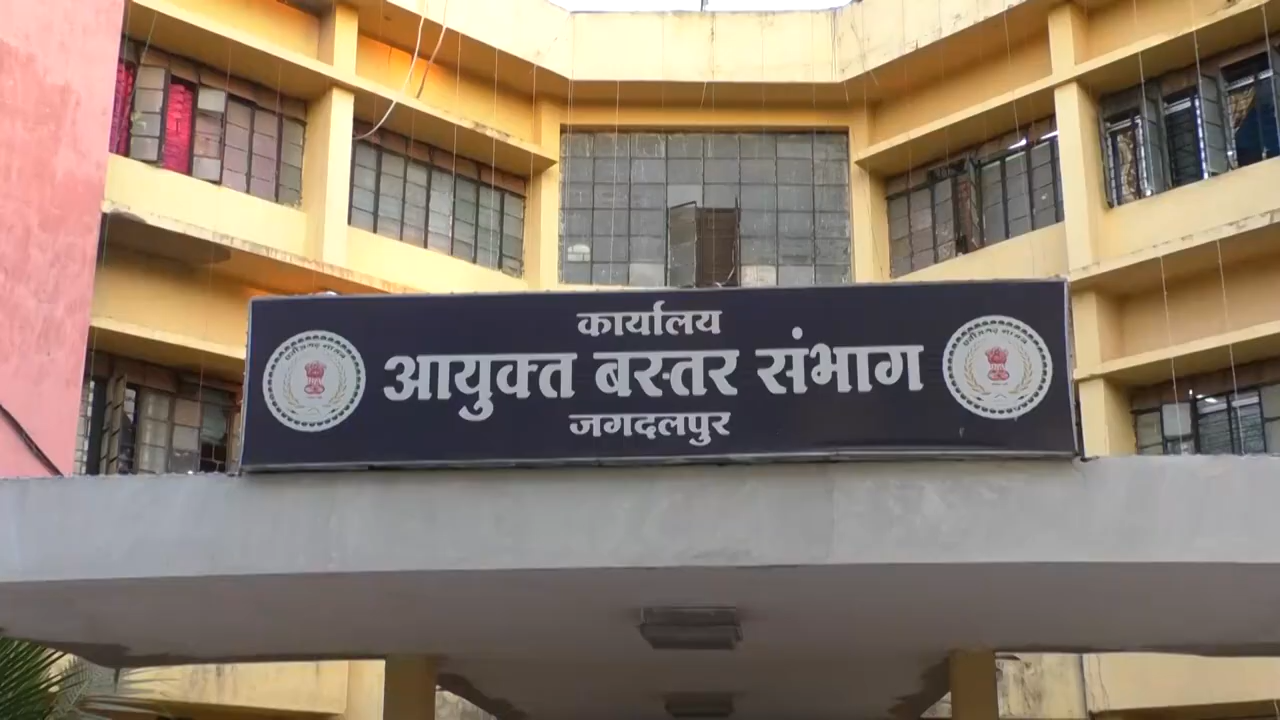 कार्यालय
आयुक्त बस्तर संभाग
जगदलपुर